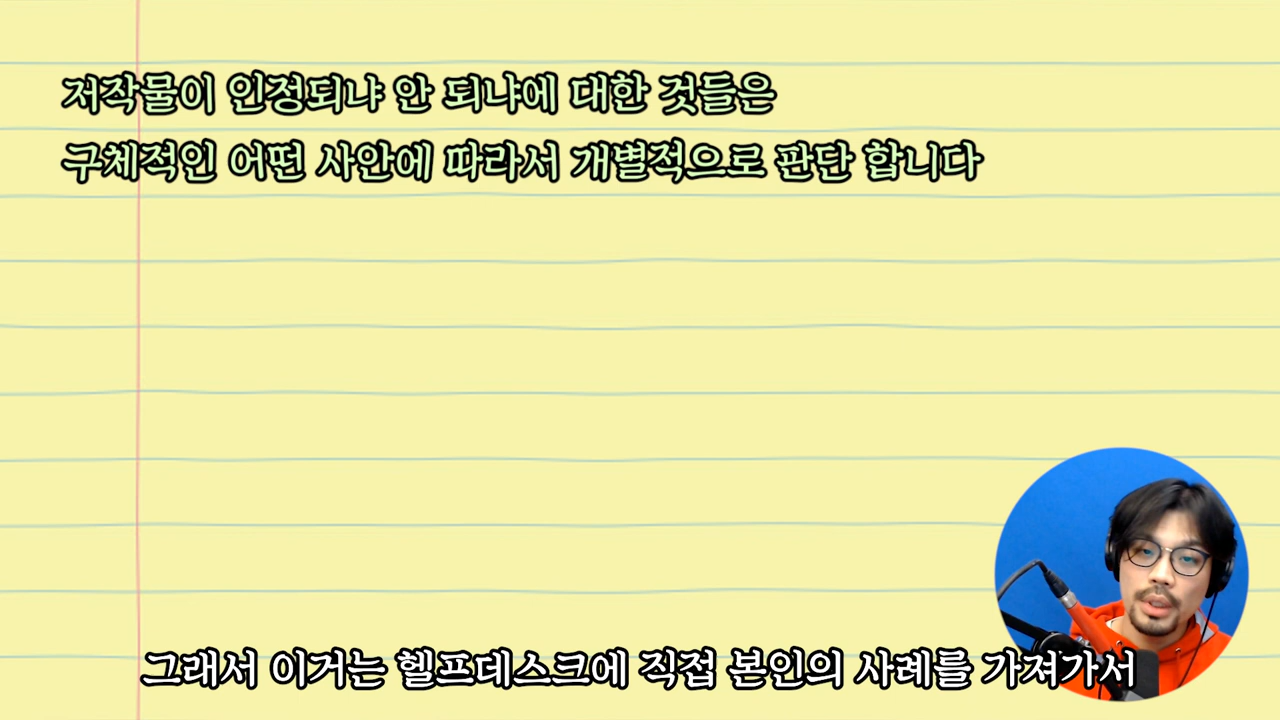 저작물이 인정되냐 안 되냐에 대한 것들은
구체적인 어떤 사안에 따라서 개별적으로 판단 합니다
그래서 이거는 헬프데스크에 직접 본인의 사례를 가져가서